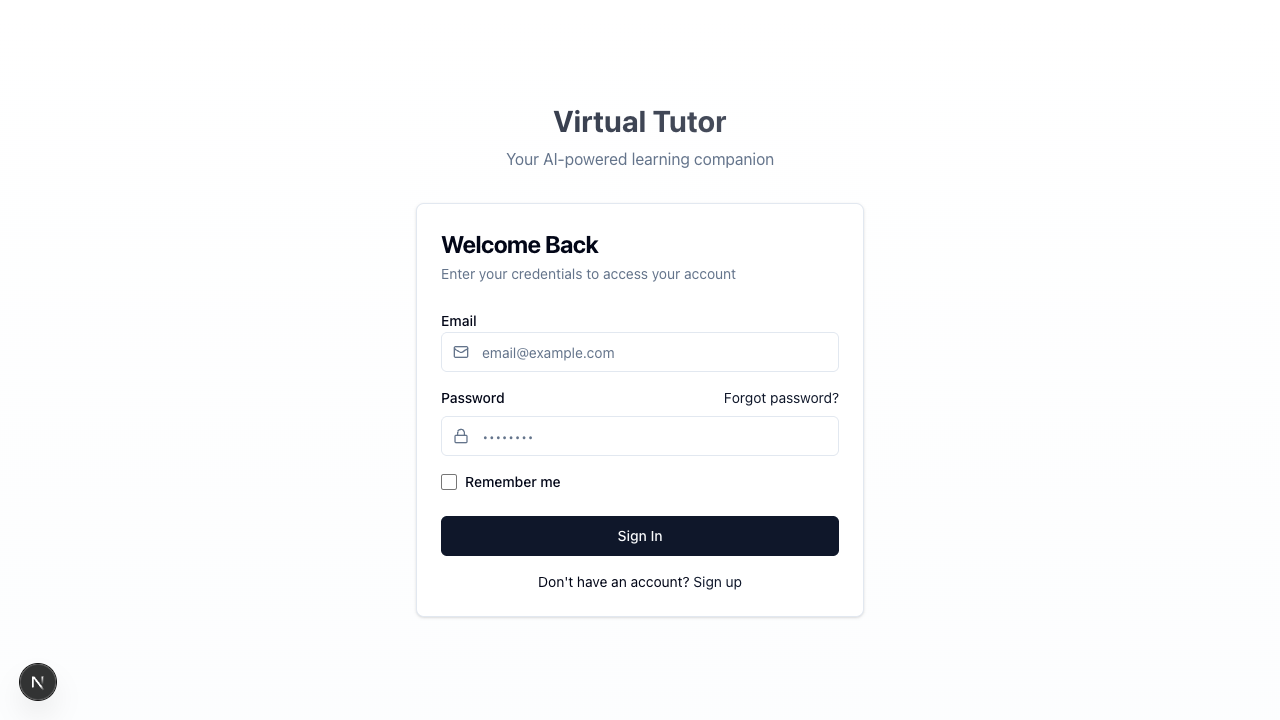 Virtual Tutor
Your AI-powered learning companion
Welcome Back
Enter your credentials to access your account
Email
email@example.com
Password Forgot password?
••••••••
Remember me
Sign In
Don't have an account? Sign up
N